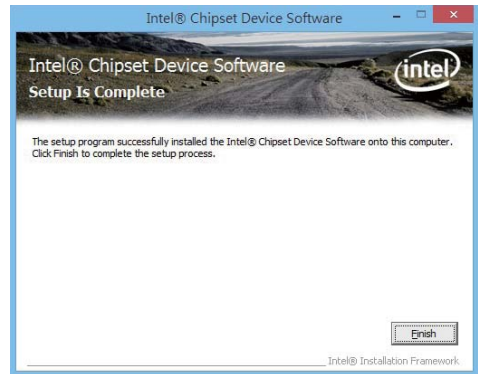 Intel® Chipset Device Software
Intel® Chipset Device Software
Setup Is Complete
intel
The setup program successfully installed the Intel® Chipset Device Software onto this computer.
Click Finish to complete the setup process.
Finish
Intel® Installation Framework